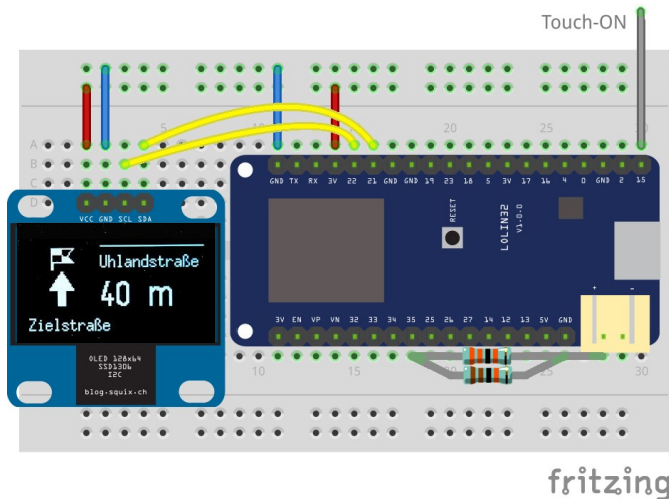 Touch-ON
5 20 25
A
B
C
D
GND TX RX 3V 22 21 GND GND 19 23 18 5 3V 17 16 4 0 GND 2 15
VCC GND SCL SDA
RESET
LOLIN32
v1.0.0
Uhlandstraße
40 m
Zielstraße
+ -
3V EN VP VN 32 33 34 35 25 26 27 14 12 13 5V GND
OLED 128x64
SSD1306
I2C
blog.squix.ch
10 15 30
fritzing